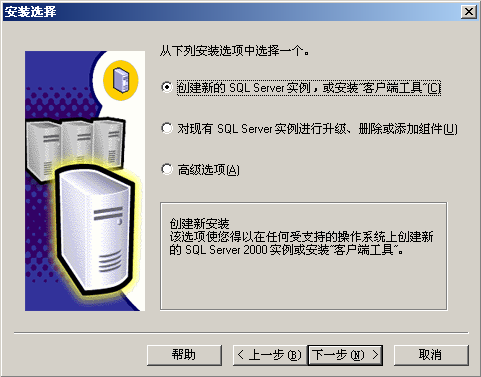 安装选择
从下列安装选项中选择一个。
创建新的 SQL Server 实例，或安装“客户端工具”(C)
对现有 SQL Server 实例进行升级、删除或添加组件(U)
高级选项(A)
创建新安装
该选项使您得以在任何受支持的操作系统上创建新
的 SQL Server 2000 实例或安装“客户端工具”。
帮助
< 上一步 (B)
下一步 (N) >
取消